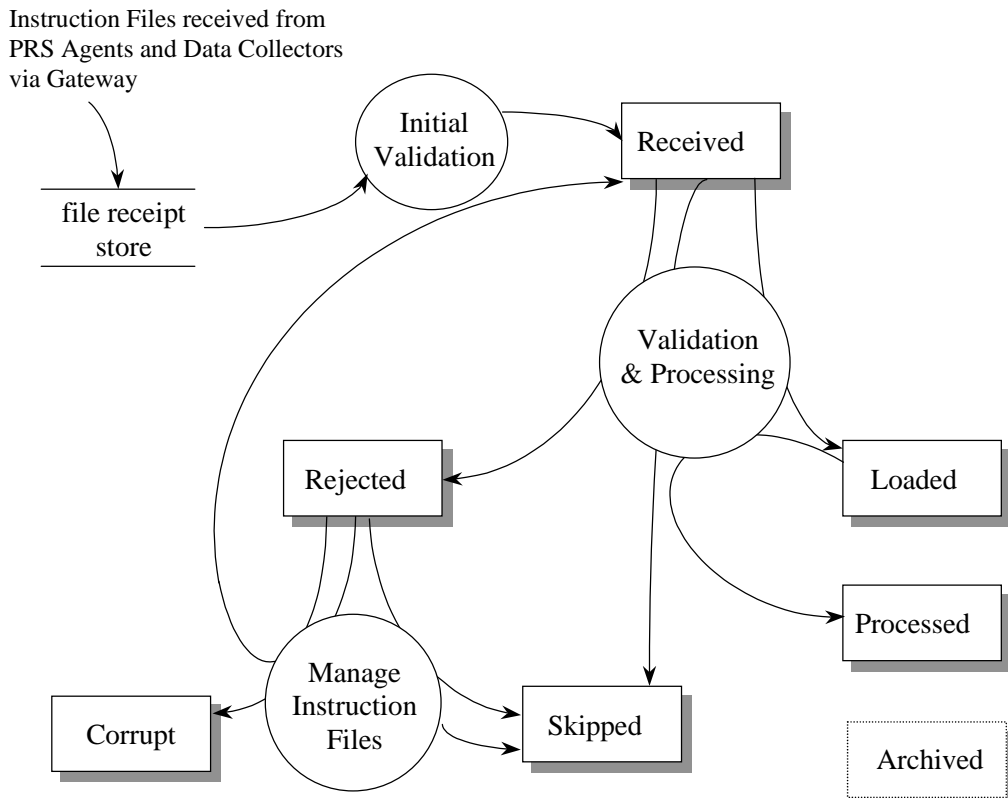 Instruction Files received from
PRS Agents and Data Collectors
via Gateway
Initial
Validation
Received
file receipt
store
Validation
& Processing
Rejected
Loaded
Processed
Manage
Instruction
Files
Corrupt
Skipped
Archived